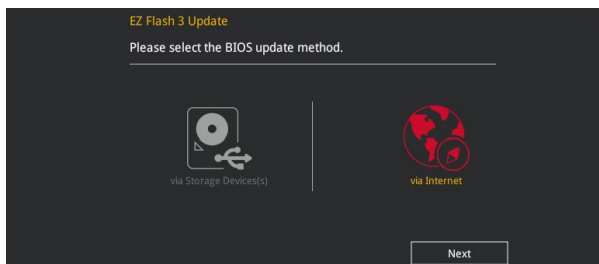 EZ Flash 3 Update
Please select the BIOS update method.
via Storage Devices(s)
via Internet
Next